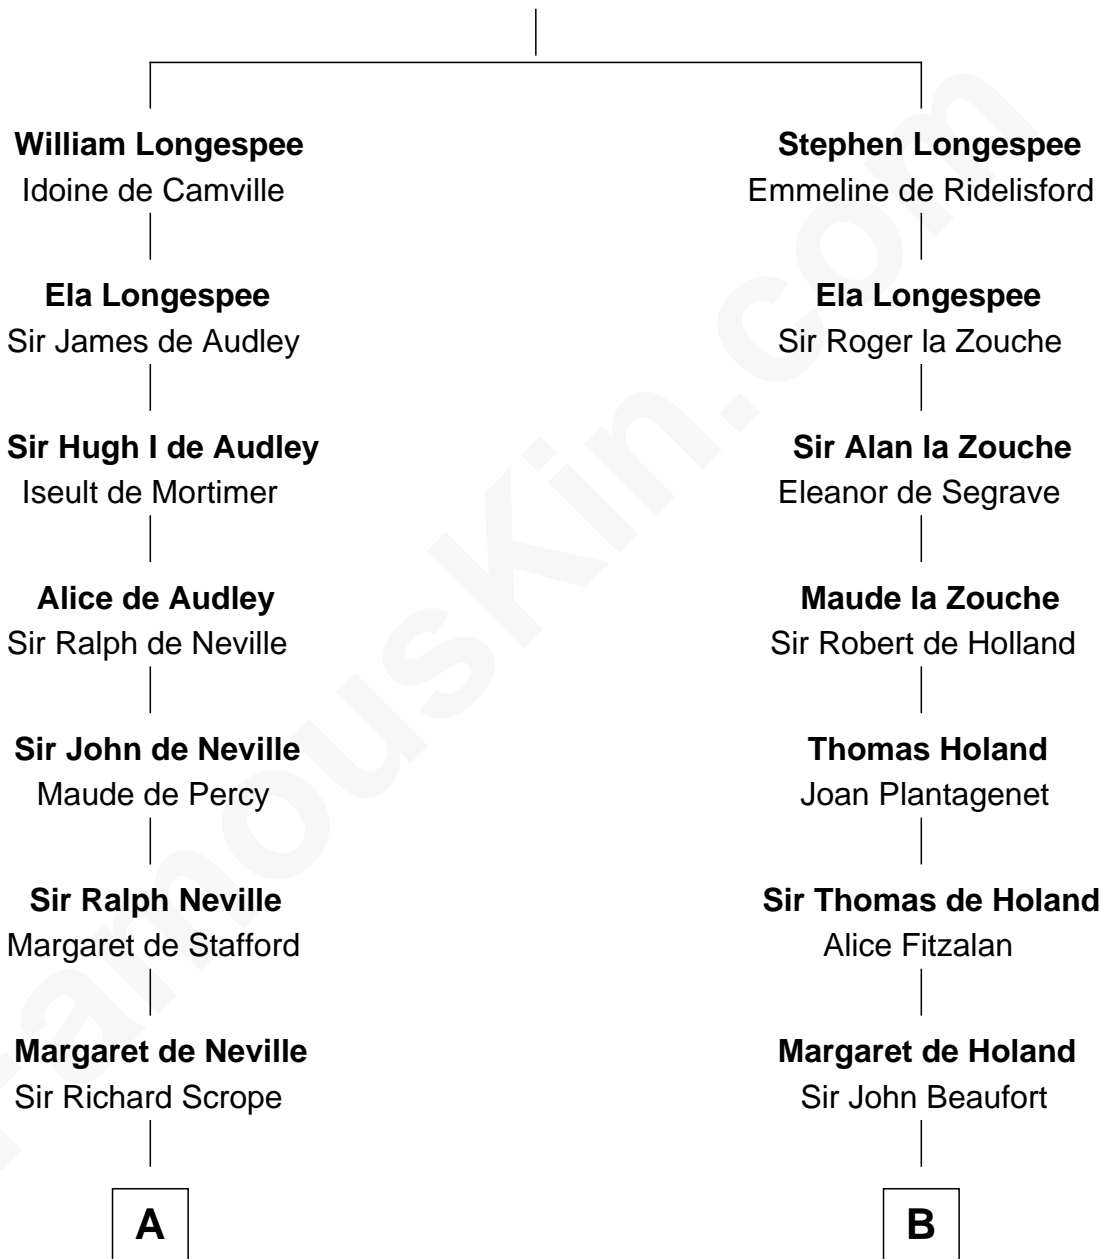 William Longespee
Idoine de Camville
Ela Longespee
Sir James de Audley
Sir Hugh I de Audley
Iseult de Mortimer
Alice de Audley
Sir Ralph de Neville
Sir John de Neville
Maude de Percy
Sir Ralph Neville
Margaret de Stafford
Margaret de Neville
Sir Richard Scrope
A
Stephen Longespee
Emmeline de Ridelisford
Ela Longespee
Sir Roger la Zouche
Sir Alan la Zouche
Eleanor de Segrave
Maude la Zouche
Sir Robert de Holland
Thomas Holand
Joan Plantagenet
Sir Thomas de Holand
Alice Fitzalan
Margaret de Holand
Sir John Beaufort
B
FamousKin.com